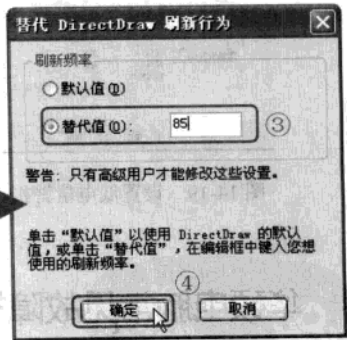 替代 DirectDraw 刷新行为
刷新频率
默认值(D)
替代值(O): 85 ③
警告: 只有高级用户才能修改这些设置。
单击“默认值”以使用 DirectDraw 的默认
值,或单击“替代值”,在编辑框中键入您想
使用的刷新频率。
④
确定 取消